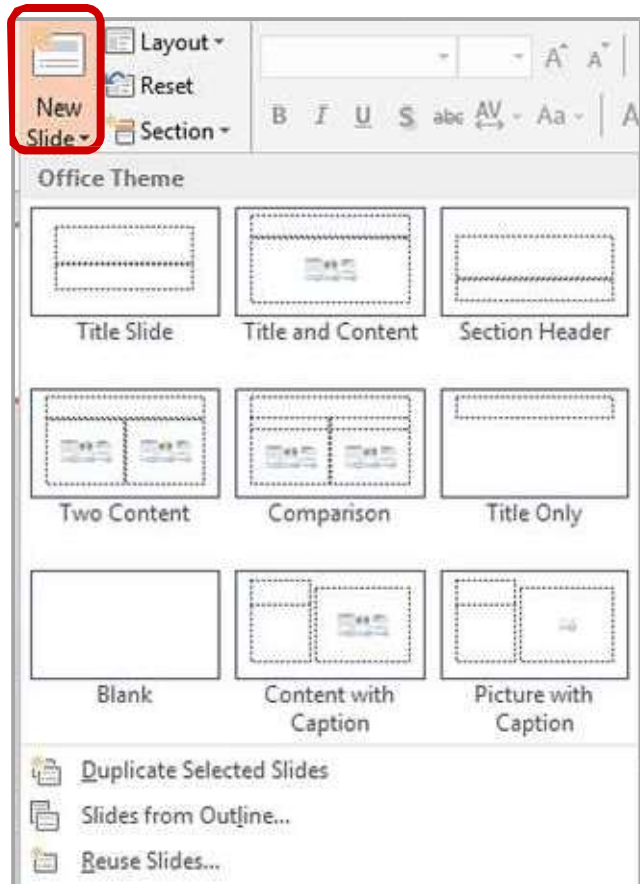 Layout
Reset
New
Slide
Section
A A
B I U S abc AV Aa A
Office Theme
Title Slide Title and Content Section Header
Two Content Comparison Title Only
Blank Content with Caption Picture with Caption
Duplicate Selected Slides
Slides from Outline...
Reuse Slides...